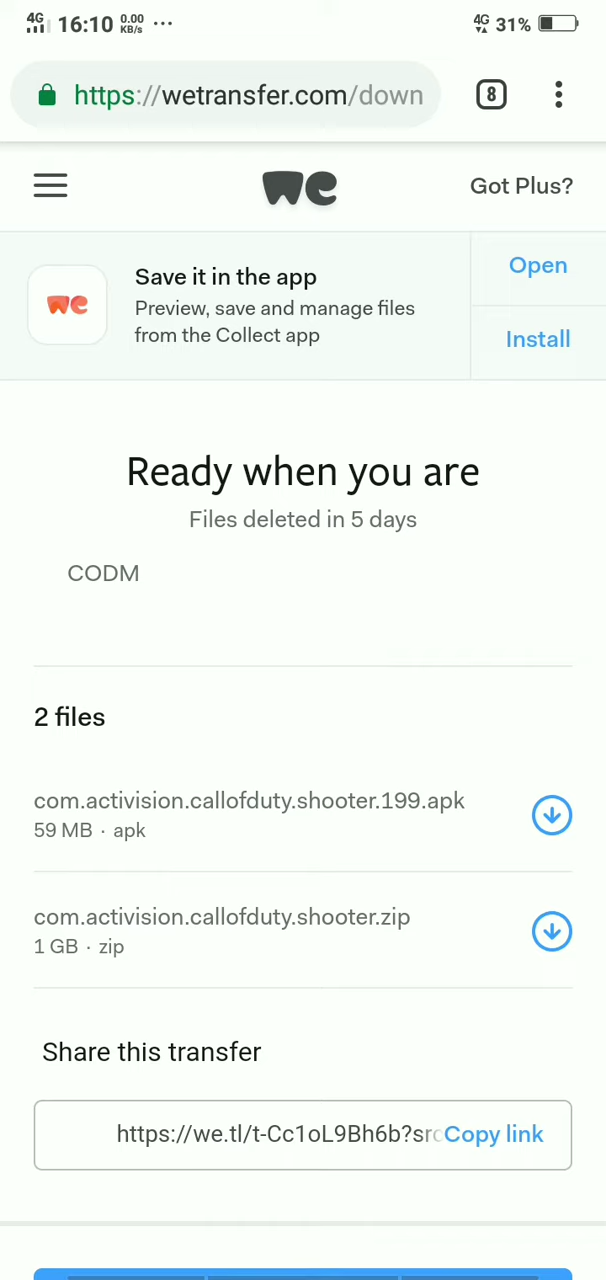 4G 16:10 0.00 KB/s ... 4G 31%
https://wetransfer.com/down 8
we Got Plus?
we
Save it in the app
Preview, save and manage files
from the Collect app
Open
Install
Ready when you are
Files deleted in 5 days
CODM
2 files
com.activision.callofduty.shooter.199.apk
59 MB · apk
com.activision.callofduty.shooter.zip
1 GB · zip
Share this transfer
https://we.tl/t-Cc1oL9Bh6b?src Copy link